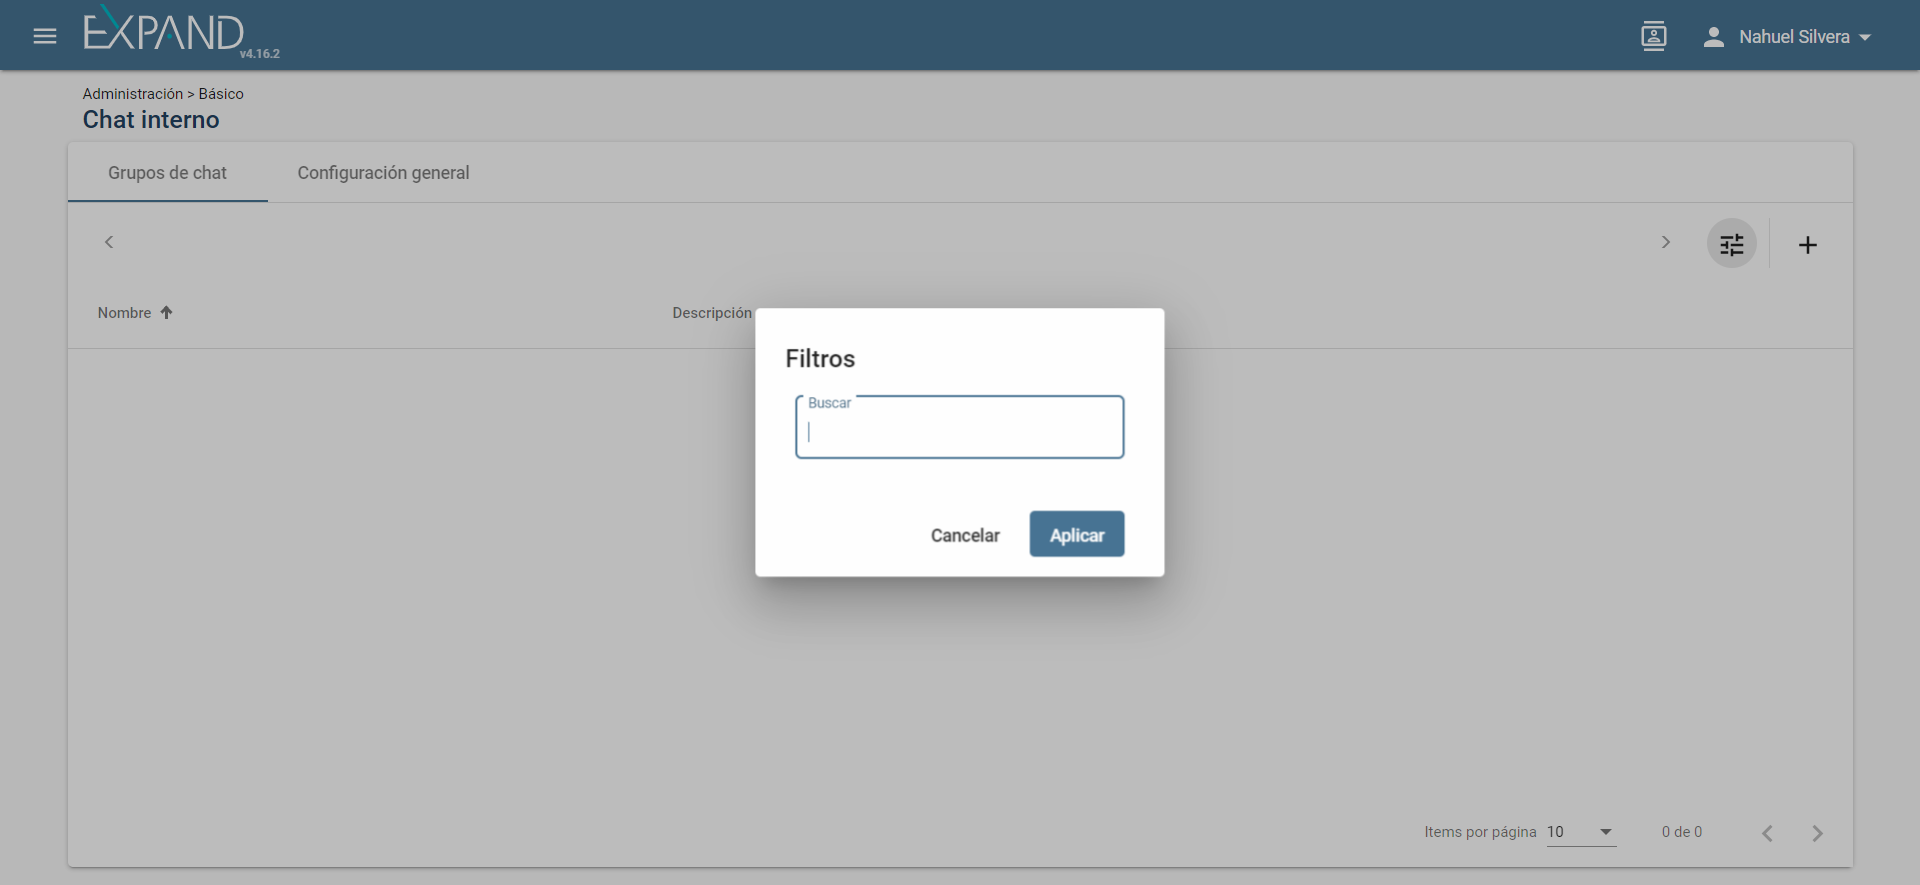 EXPAND
v4.16.2
Nahuel Silvera
Administración > Básico
Chat interno
Grupos de chat
Configuración general
Nombre
Descripción
Filtros
Buscar
Cancelar
Aplicar
Items por página 10
0 de 0